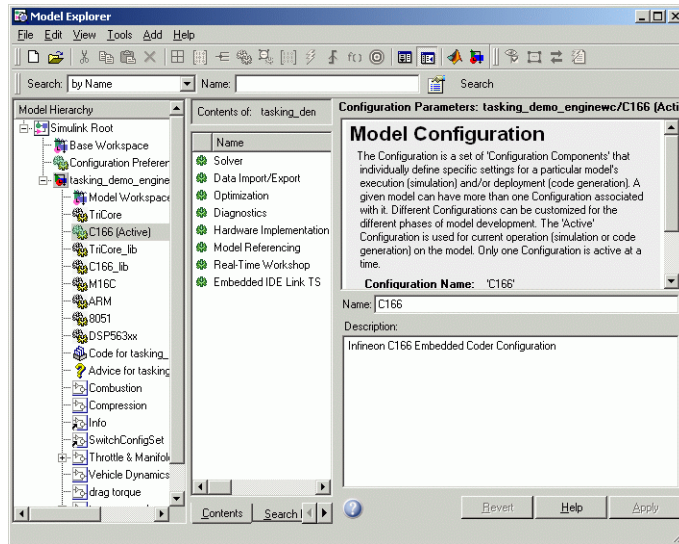 Model Explorer
File Edit View Tools Add Help
Search: by Name Name: Search
Model Hierarchy
Simulink Root
Base Workspace
Configuration Preferer
tasking_demo_engine
Model Workspace
TriCore
C166 (Active)
TriCore_lib
C166_lib
M16C
ARM
8051
DSP563xx
Code for tasking_
Advice for tasking
Combustion
Compression
Info
SwitchConfigSet
Throttle & Manifol
Vehicle Dynamics
drag torque
Contents of: tasking_den
Name
Solver
Data Import/Export
Optimization
Diagnostics
Hardware Implementation
Model Referencing
Real-Time Workshop
Embedded IDE Link TS
Contents Search
Configuration Parameters: tasking_demo_enginewc/C166 (Acti
Model Configuration
The Configuration is a set of 'Configuration Components' that
individually define specific settings for a particular model's
execution (simulation) and/or deployment (code generation). A
given model can have more than one Configuration associated
with it. Different Configurations can be customized for the
different phases of model development. The 'Active'
Configuration is used for current operation (simulation or code
generation) on the model. Only one Configuration is active at a
time.
Configuration Name: 'C166'
Name: C166
Description:
Infineon C166 Embedded Coder Configuration
Revert Help Apply